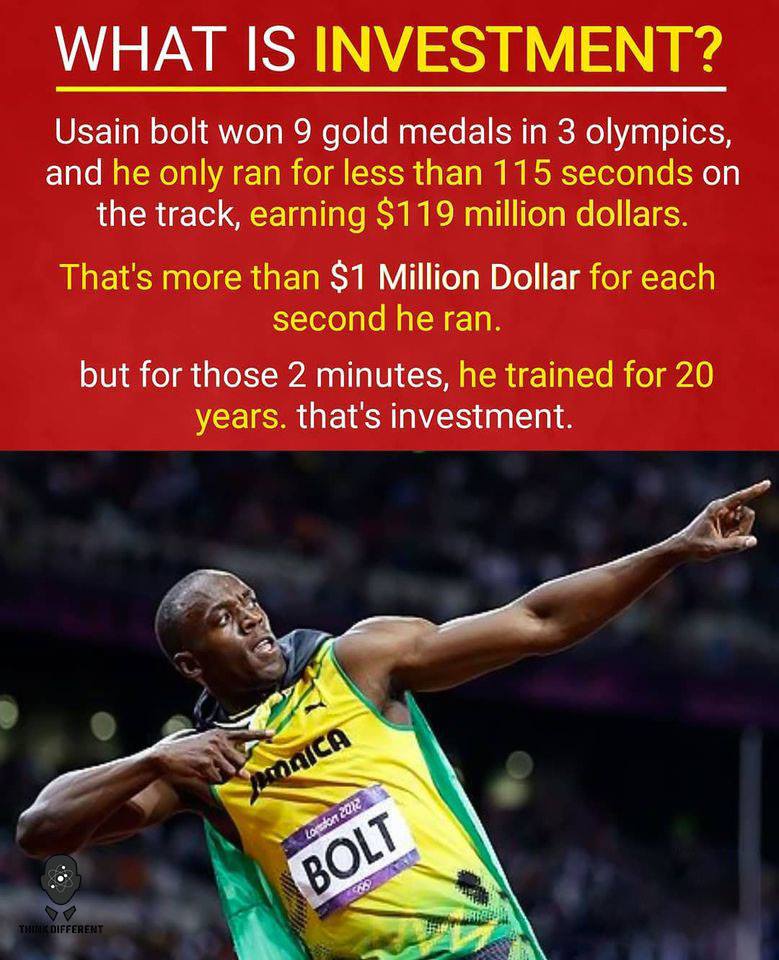 WHAT IS INVESTMENT?
Usain bolt won 9 gold medals in 3 olympics,
and he only ran for less than 115 seconds on
the track, earning $119 million dollars.
That's more than $1 Million Dollar for each
second he ran.
but for those 2 minutes, he trained for 20
years. that's investment.
JAMAICA
London 2012
BOLT
THINK DIFFERENT